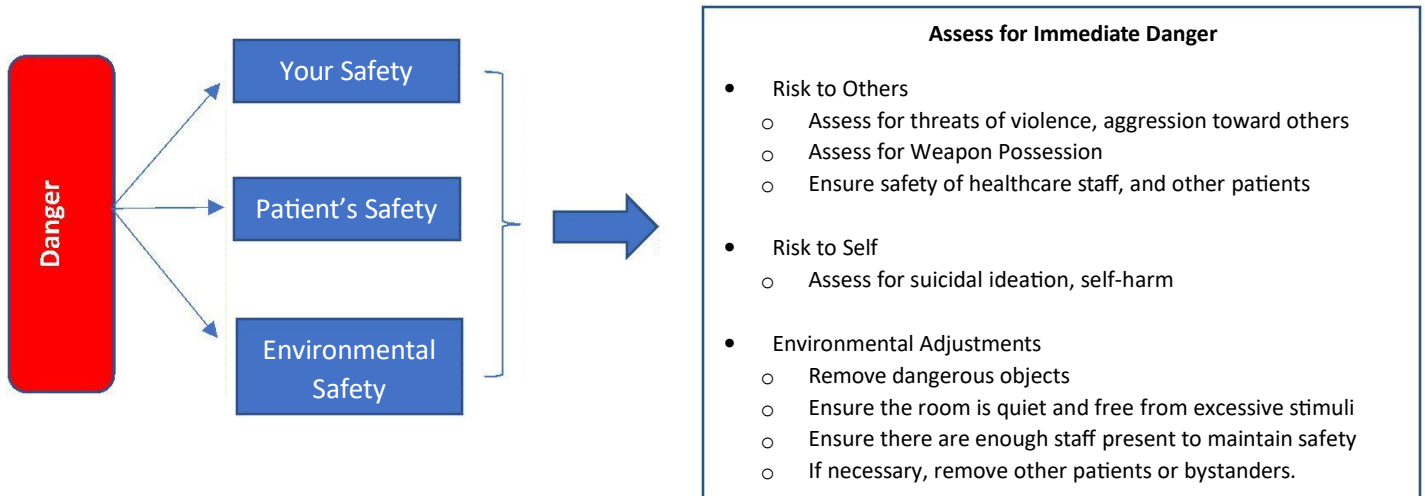 Danger
Your Safety
Patient’s Safety
Environmental
Safety
Assess for Immediate Danger
• Risk to Others
o Assess for threats of violence, aggression toward others
o Assess for Weapon Possession
o Ensure safety of healthcare staff, and other patients
• Risk to Self
o Assess for suicidal ideation, self-harm
• Environmental Adjustments
o Remove dangerous objects
o Ensure the room is quiet and free from excessive stimuli
o Ensure there are enough staff present to maintain safety
o If necessary, remove other patients or bystanders.